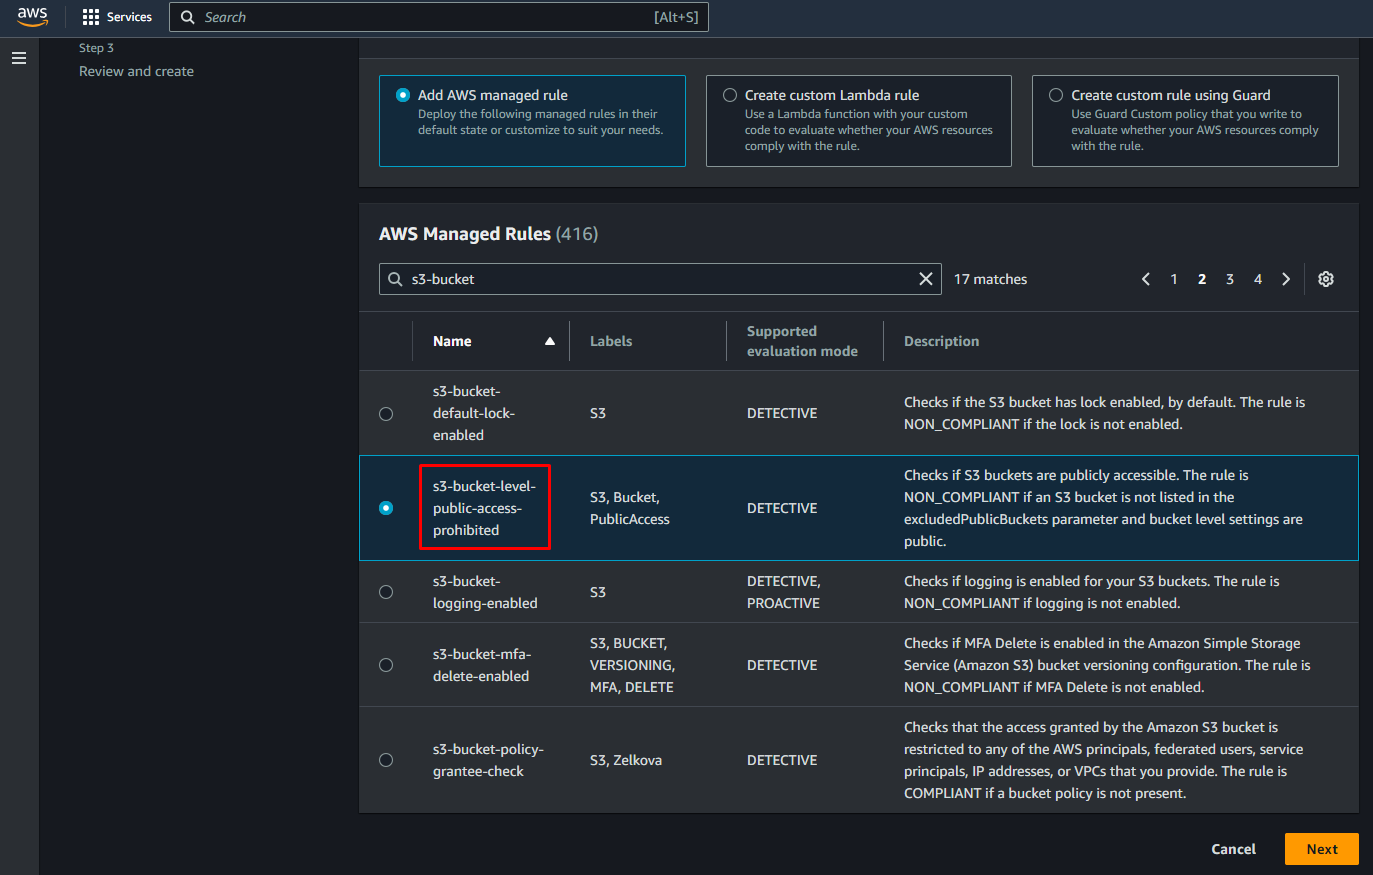 aws
Services
Search
[Alt+S]
Step 3
Review and create
Add AWS managed rule
Deploy the following managed rules in their
default state or customize to suit your needs.
Create custom Lambda rule
Use a Lambda function with your custom
code to evaluate whether your AWS resources
comply with the rule.
Create custom rule using Guard
Use Guard Custom policy that you write to
evaluate whether your AWS resources comply
with the rule.
AWS Managed Rules (416)
s3-bucket
17 matches
1 2 3 4
Name
Labels
Supported
evaluation mode
Description
s3-bucket-
default-lock-
enabled
S3
DETECTIVE
Checks if the S3 bucket has lock enabled, by default. The rule is
NON_COMPLIANT if the lock is not enabled.
s3-bucket-level-
public-access-
prohibited
S3, Bucket,
PublicAccess
DETECTIVE
Checks if S3 buckets are publicly accessible. The rule is
NON_COMPLIANT if an S3 bucket is not listed in the
excludedPublicBuckets parameter and bucket level settings are
public.
s3-bucket-
logging-enabled
S3
DETECTIVE,
PROACTIVE
Checks if logging is enabled for your S3 buckets. The rule is
NON_COMPLIANT if logging is not enabled.
s3-bucket-mfa-
delete-enabled
S3, BUCKET,
VERSIONING,
MFA, DELETE
DETECTIVE
Checks if MFA Delete is enabled in the Amazon Simple Storage
Service (Amazon S3) bucket versioning configuration. The rule is
NON_COMPLIANT if MFA Delete is not enabled.
s3-bucket-policy-
grantee-check
S3, Zelkova
DETECTIVE
Checks that the access granted by the Amazon S3 bucket is
restricted to any of the AWS principals, federated users, service
principals, IP addresses, or VPCs that you provide. The rule is
COMPLIANT if a bucket policy is not present.
Cancel
Next